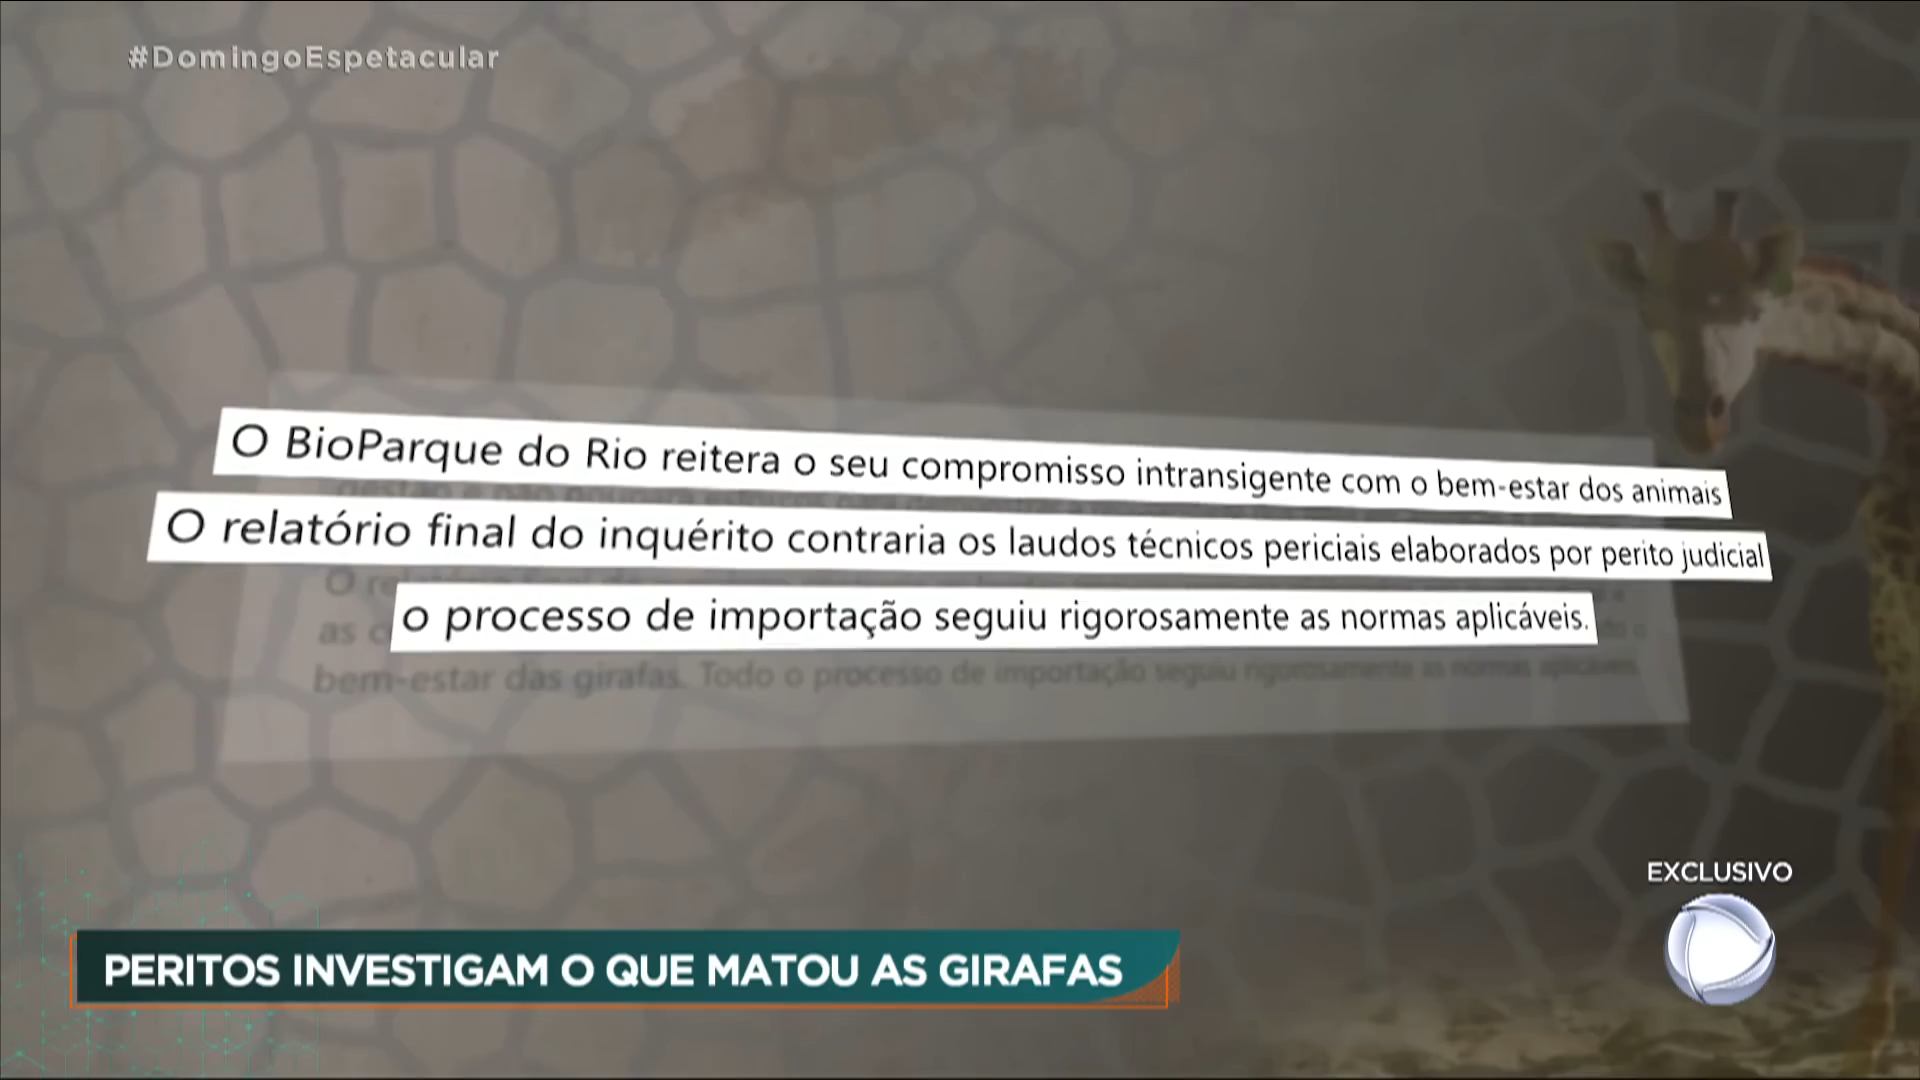 #DomingoEspetacular
O BioParque do Rio reitera o seu compromisso intransigente com o bem-estar dos animais
O relatório final do inquérito contraria os laudos técnicos periciais elaborados por perito judicial
o processo de importação seguiu rigorosamente as normas aplicáveis.
bem-estar das girafas. Todo o processo de importação seguiu rigorosamente as normas aplicáveis.
EXCLUSIVO
PERITOS INVESTIGAM O QUE MATOU AS GIRAFAS